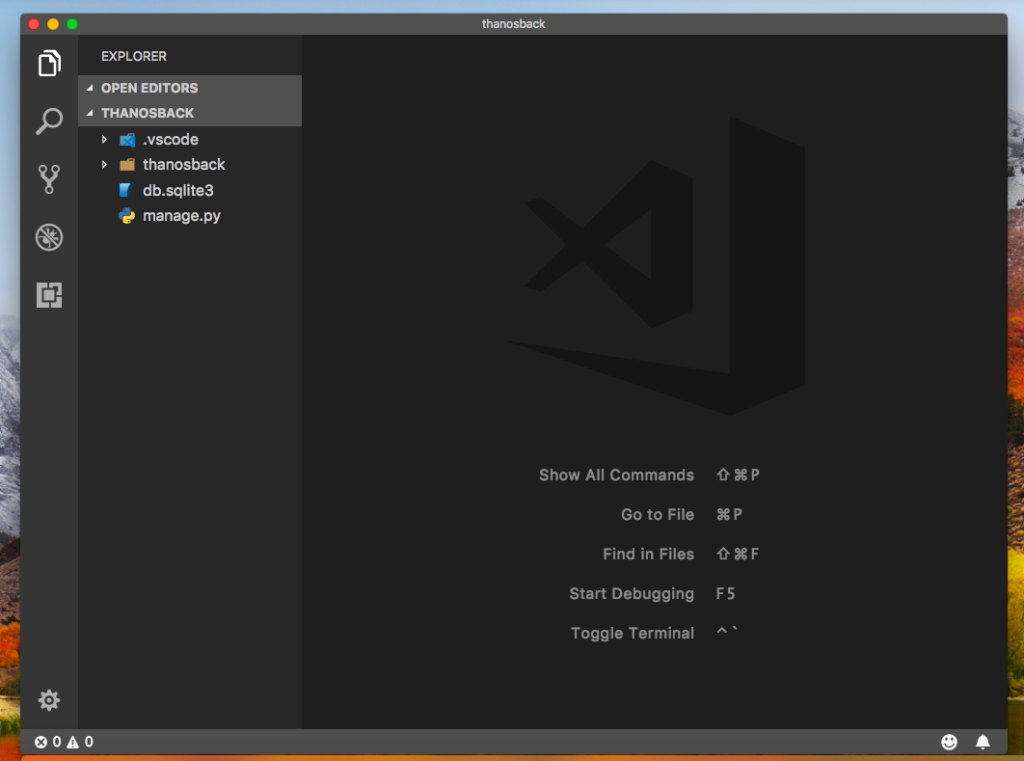 thanosback
EXPLORER
OPEN EDITORS
THANOSBACK
.vscode
thanosback
db.sqlite3
manage.py
Show All Commands ⇧⌘P
Go to File ⌘P
Find in Files ⇧⌘F
Start Debugging F5
Toggle Terminal ^`
0 0